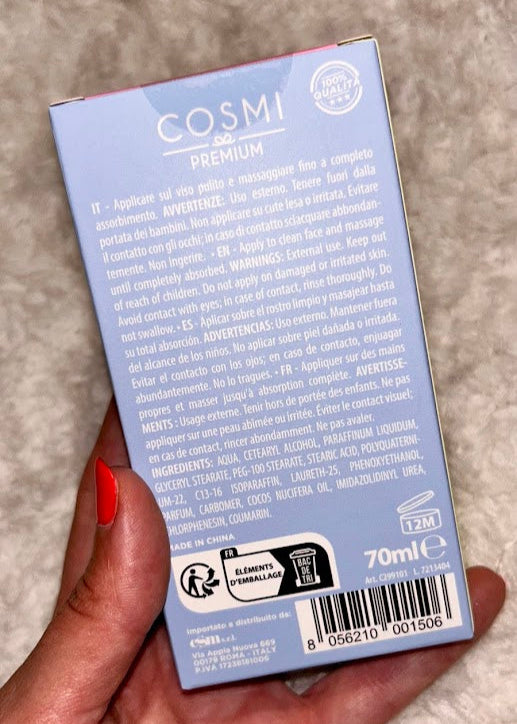 COSMI
PREMIUM
100%
QUALITÀ
IT - Applicare sul viso pulito e massaggiare fino a completo
assorbimento. AVVERTENZE: Uso esterno. Tenere fuori dalla
portata dei bambini. Non applicare su cute lesa o irritata. Evitare
il contatto con gli occhi; in caso di contatto sciacquare abbondan-
temente. Non ingerire. • EN - Apply to clean face and massage
until completely absorbed. WARNINGS: External use. Keep out
of reach of children. Do not apply on damaged or irritated skin.
Avoid contact with eyes; in case of contact, rinse thoroughly. Do
not swallow. • ES - Aplicar sobre el rostro limpio y masajear hasta
su total absorción. ADVERTENCIAS: Uso externo. Mantener fuera
del alcance de los niños. No aplicar sobre piel dañada o irritada.
Evitar el contacto con los ojos; en caso de contacto, enjuagar
abundantemente. No lo tragues. • FR - Appliquer sur des mains
propres et masser jusqu'à absorption complète. AVERTISSE-
MENTS : Usage externe. Tenir hors de portée des enfants. Ne pas
appliquer sur une peau abîmée ou irritée. Éviter le contact visuel;
en cas de contact, rincer abondamment. Ne pas avaler.
INGREDIENTS: AQUA, CETEARYL ALCOHOL, PARAFFINUM LIQUIDUM,
GLYCERYL STEARATE, PEG-100 STEARATE, STEARIC ACID, POLYQUATERNI-
UM-22, C13-16 ISOPARAFFIN, LAURETH-25, PHENOXYETHANOL,
PARFUM, CARBOMER, COCOS NUCIFERA OIL, IMIDAZOLIDINYL UREA,
CHLORPHENESIN, COUMARIN.
MADE IN CHINA
12M
FR
ÉLÉMENTS
D'EMBALLAGE
BAC
DE
TRI
70ml e
Art. C299101 L. 7213404
Importato e distribuito da:
esm s.r.l.
Via Appia Nuova 669
00179 ROMA - ITALY
P.IVA 17238181005
8 056210 001506